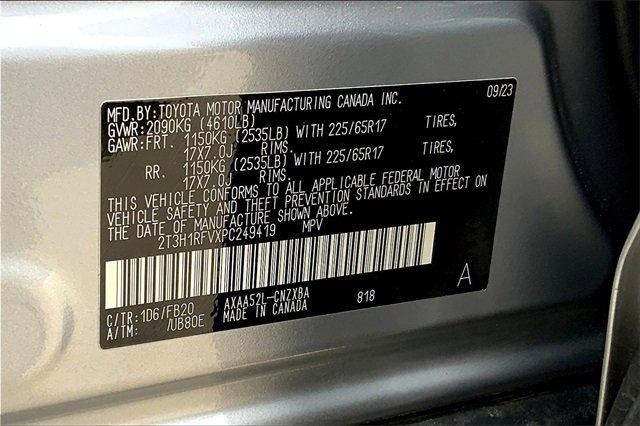 MFD.BY:TOYOTA MOTOR MANUFACTURING CANADA INC. 09/23
GVWR:2090KG (4610LB)
GAWR:FRT. 1150KG (2535LB) WITH 225/65R17 TIRES,
17X7.0J RIMS.
RR. 1150KG (2535LB) WITH 225/65R17 TIRES,
17X7.0J RIMS.
THIS VEHICLE CONFORMS TO ALL APPLICABLE FEDERAL MOTOR
VEHICLE SAFETY AND THEFT PREVENTION STANDARDS IN EFFECT ON
THE DATE OF MANUFACTURE SHOWN ABOVE.
2T3H1RFVXPC249419 MPV
A
C/TR:1D6/FB20 AXAA52L-CNZXBA 818
A/TM: /UB80E MADE IN CANADA